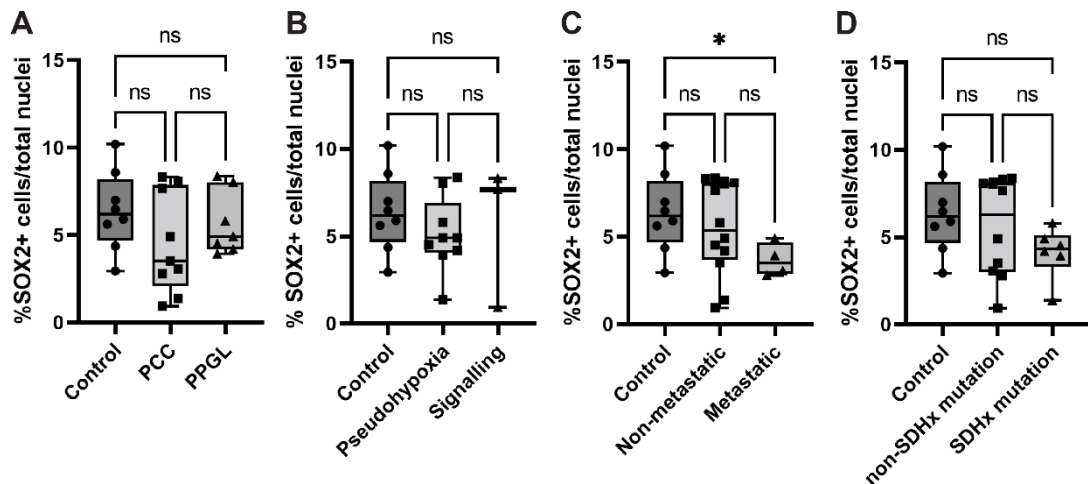 A
%SOX2+ cells/total nuclei
15
10
5
0
ns
ns
ns
Control
PCC
PPGL
B
% SOX2+ cells/total nuclei
15
10
5
0
ns
ns
ns
Control
Pseudohypoxia
Signalling
C
%SOX2+ cells/total nuclei
15
10
5
0
*
ns
ns
Control
Non-metastatic
Metastatic
D
%SOX2+ cells/total nuclei
15
10
5
0
ns
ns
ns
Control
non-SDHx mutation
SDHx mutation